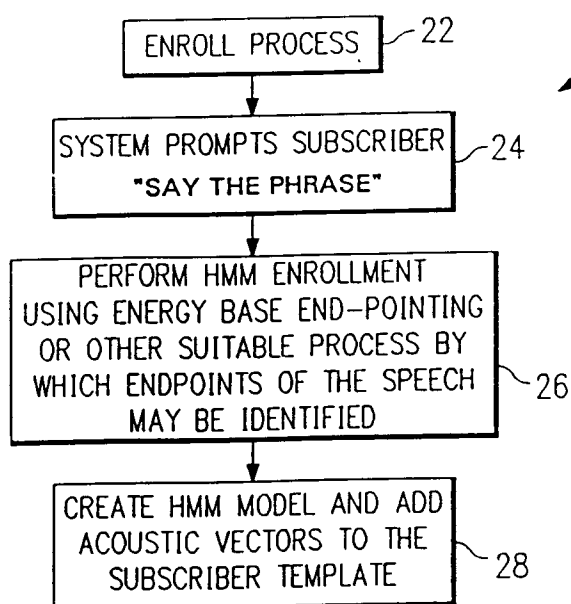 ENROLL PROCESS
22
SYSTEM PROMPTS SUBSCRIBER
"SAY THE PHRASE"
24
PERFORM HMM ENROLLMENT
USING ENERGY BASE END-POINTING
OR OTHER SUITABLE PROCESS BY
WHICH ENDPOINTS OF THE SPEECH
MAY BE IDENTIFIED
26
CREATE HMM MODEL AND ADD
ACOUSTIC VECTORS TO THE
SUBSCRIBER TEMPLATE
28